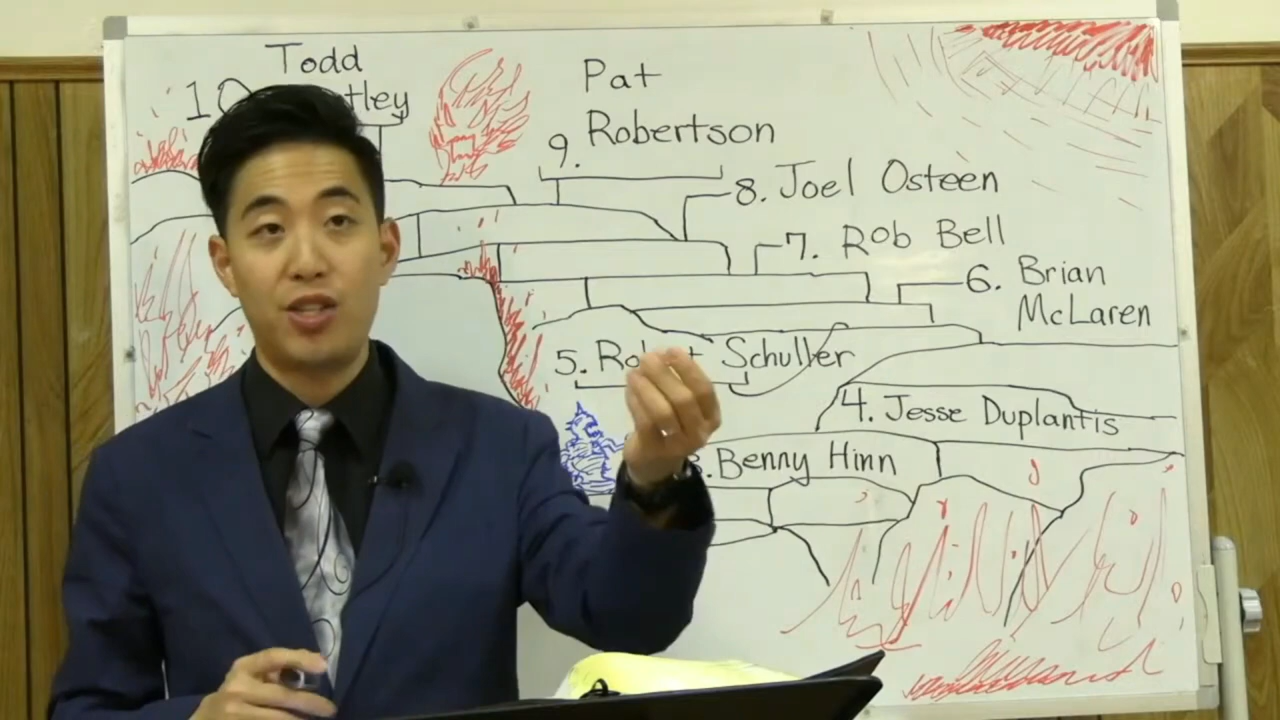 Todd
10
Pat
9. Robertson
8. Joel Osteen
7. Rob Bell
6. Brian
McLaren
5. Schuller
4. Jesse Duplantis
Benny Hinn